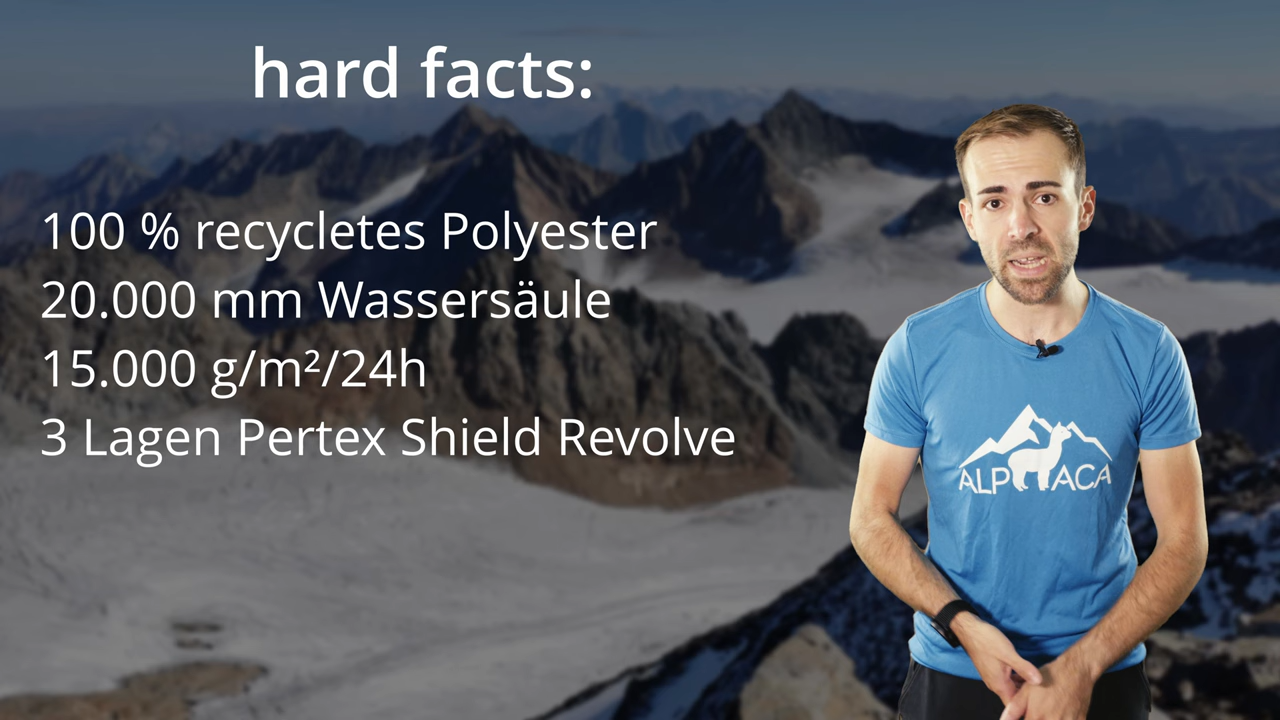 hard facts:
100 % recycletes Polyester
20.000 mm Wassersäule
15.000 g/m²/24h
3 Lagen Pertex Shield Revolve
ALPACA